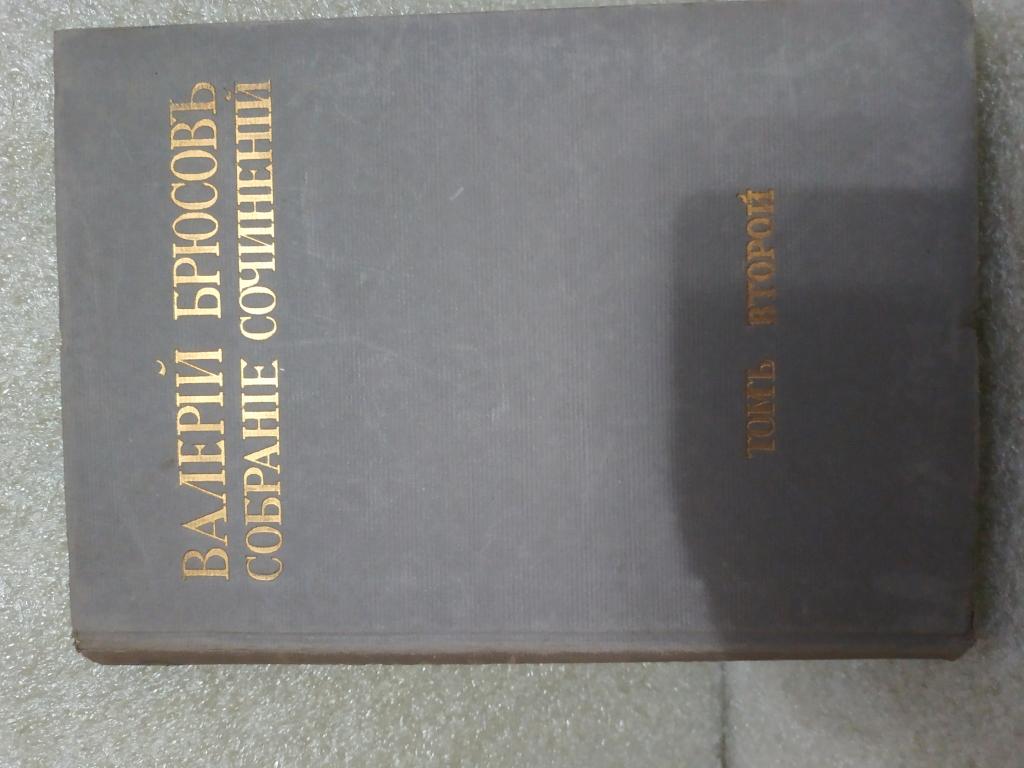 ВАЛЕРІЙ БРЮСОВЪ
СОБРАНІЕ СОЧИНЕНІЙ
ТОМЪ ВТОРОЙ